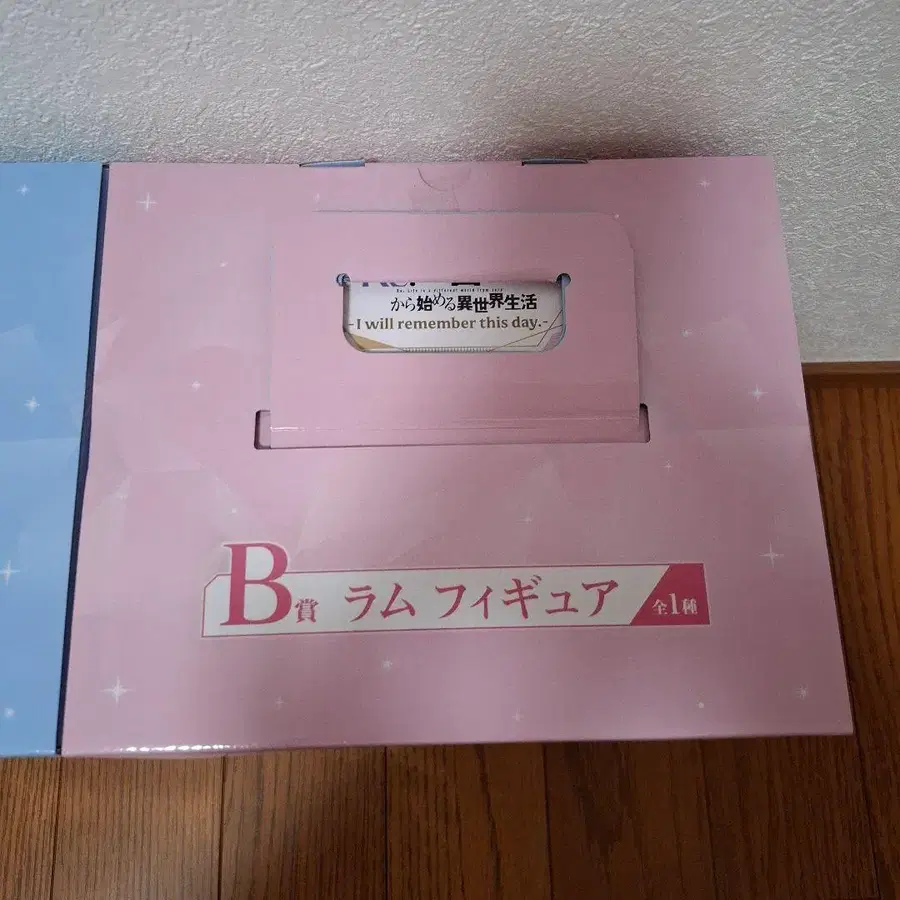 Re: Life in a different world from zero
から始める異世界生活
-I will remember this day.-
B賞 ラム フィギュア 全1種